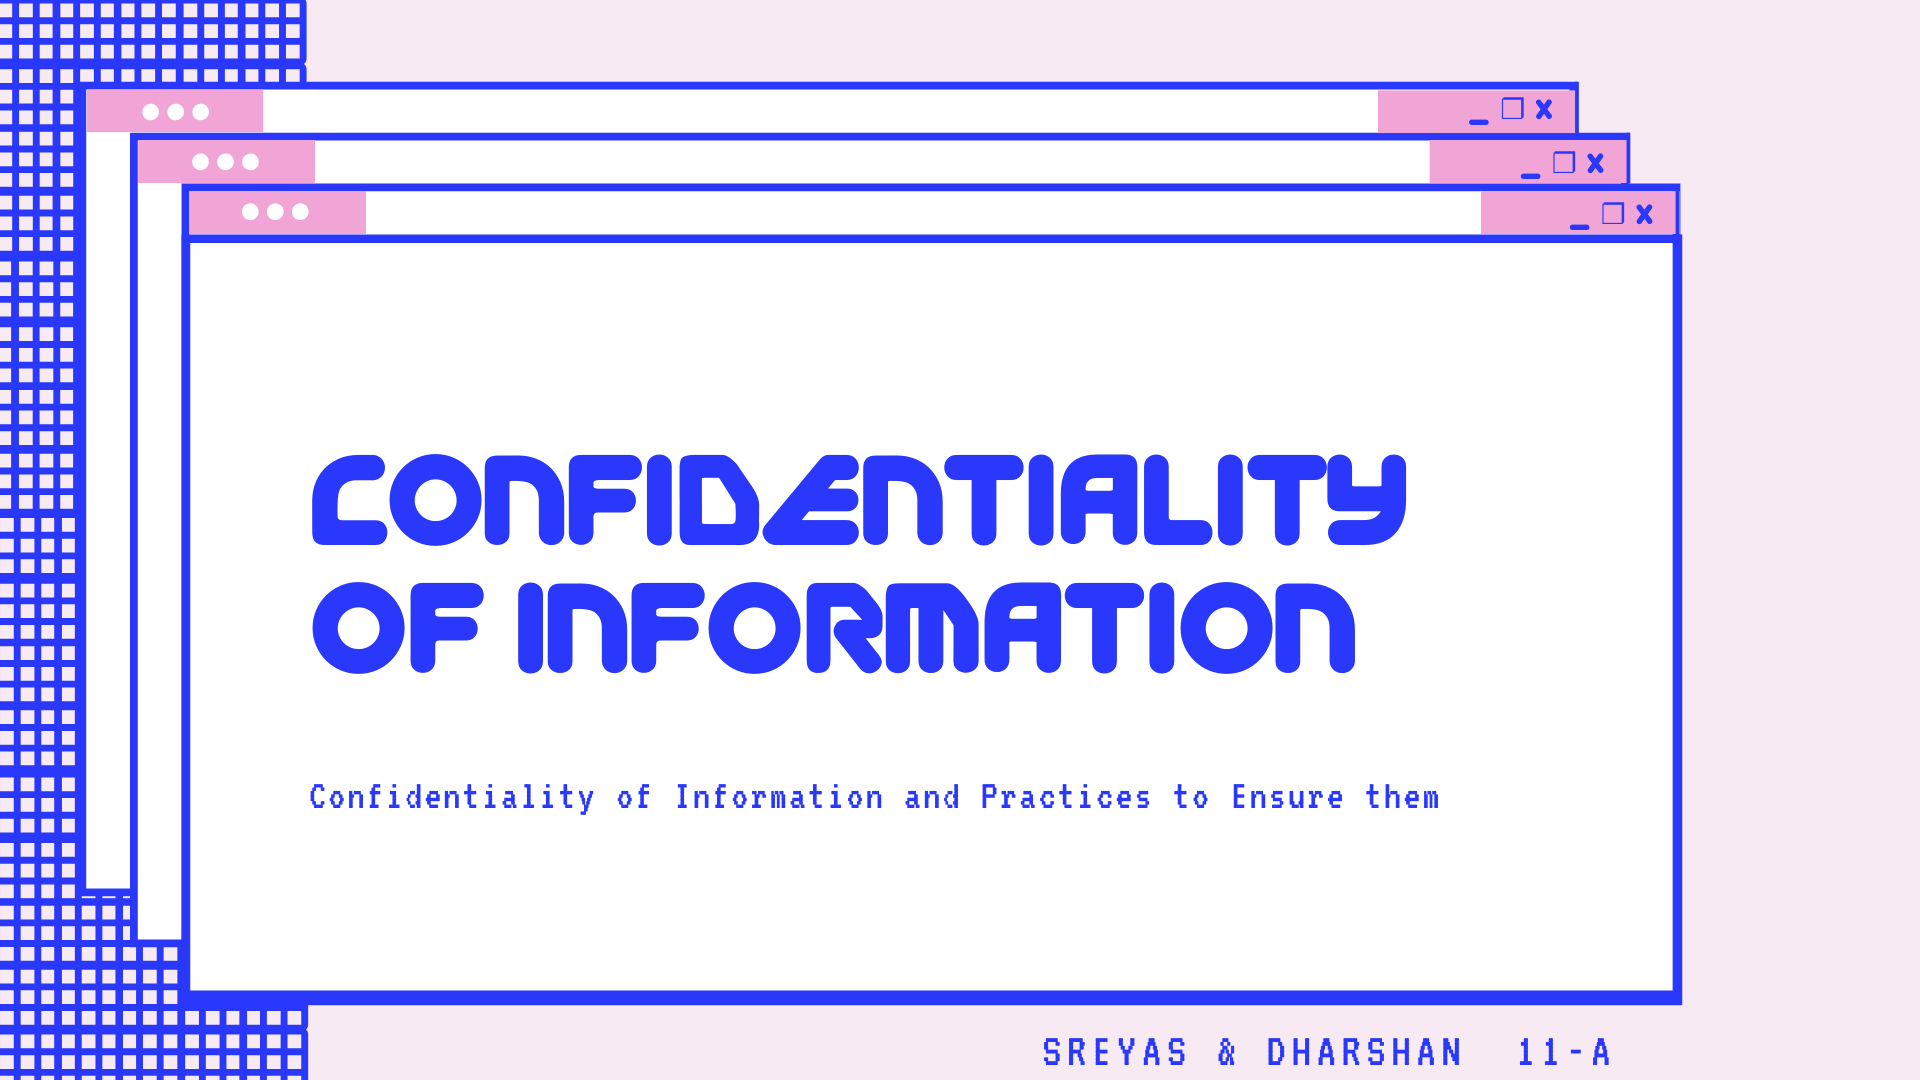 CONFIDENTIALITY
OF INFORMATION
Confidentiality of Information and Practices to Ensure them
SREYAS & DHARSHAN 11-A